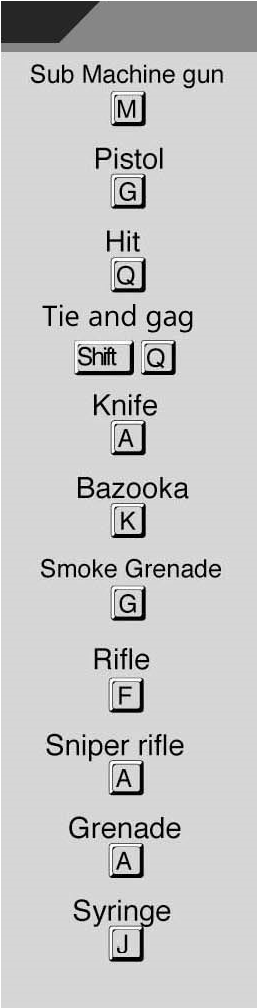 Sub Machine gun
M
Pistol
G
Hit
Q
Tie and gag
Shift Q
Knife
A
Bazooka
K
Smoke Grenade
G
Rifle
F
Sniper rifle
A
Grenade
A
Syringe
J